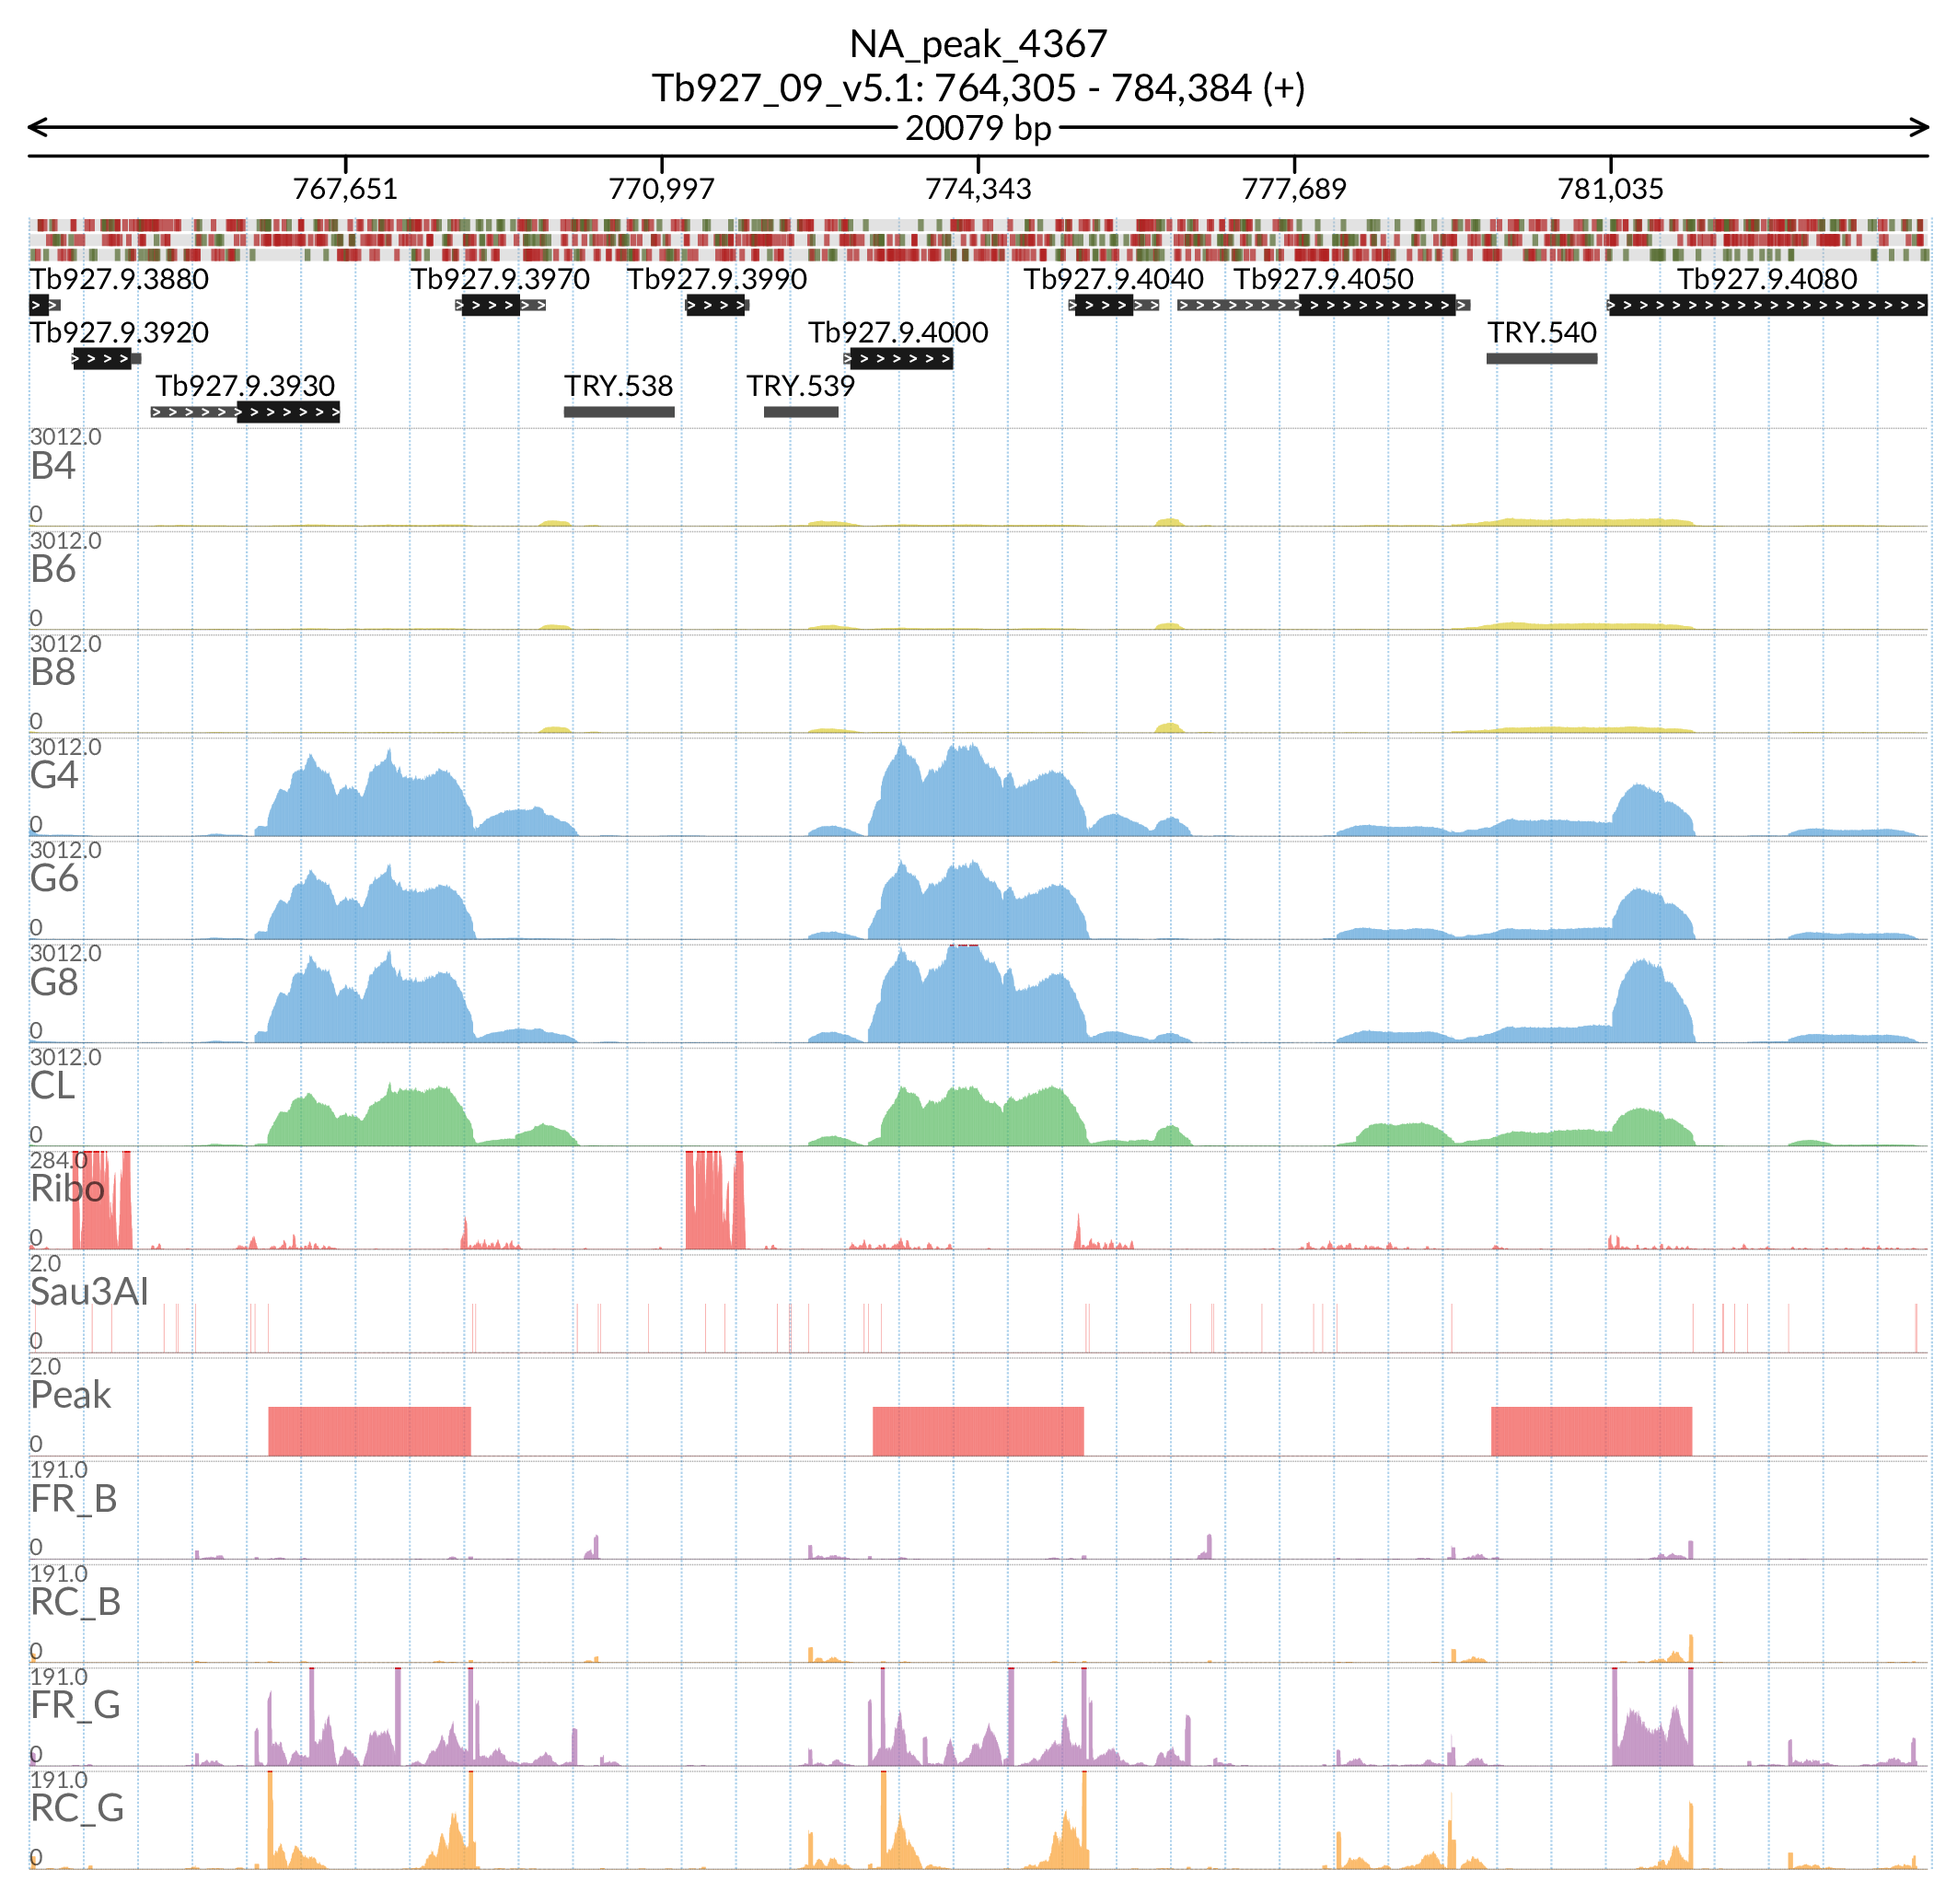 NA_peak_4367
Tb927_09_v5.1: 764,305 - 784,384 (+)
20079 bp
767,651 770,997 774,343 777,689 781,035
Tb927.9.3880 Tb927.9.3970 Tb927.9.3990 Tb927.9.4040 Tb927.9.4050 Tb927.9.4080
Tb927.9.3920 Tb927.9.4000 TRY.540
Tb927.9.3930 TRY.538 TRY.539
3012.0
B4
0
3012.0
B6
0
3012.0
B8
0
3012.0
G4
0
3012.0
G6
0
3012.0
G8
0
3012.0
CL
0
284.0
Ribo
0
2.0
Sau3AI
0
2.0
Peak
0
191.0
FR_B
0
191.0
RC_B
0
191.0
FR_G
0
191.0
RC_G
0